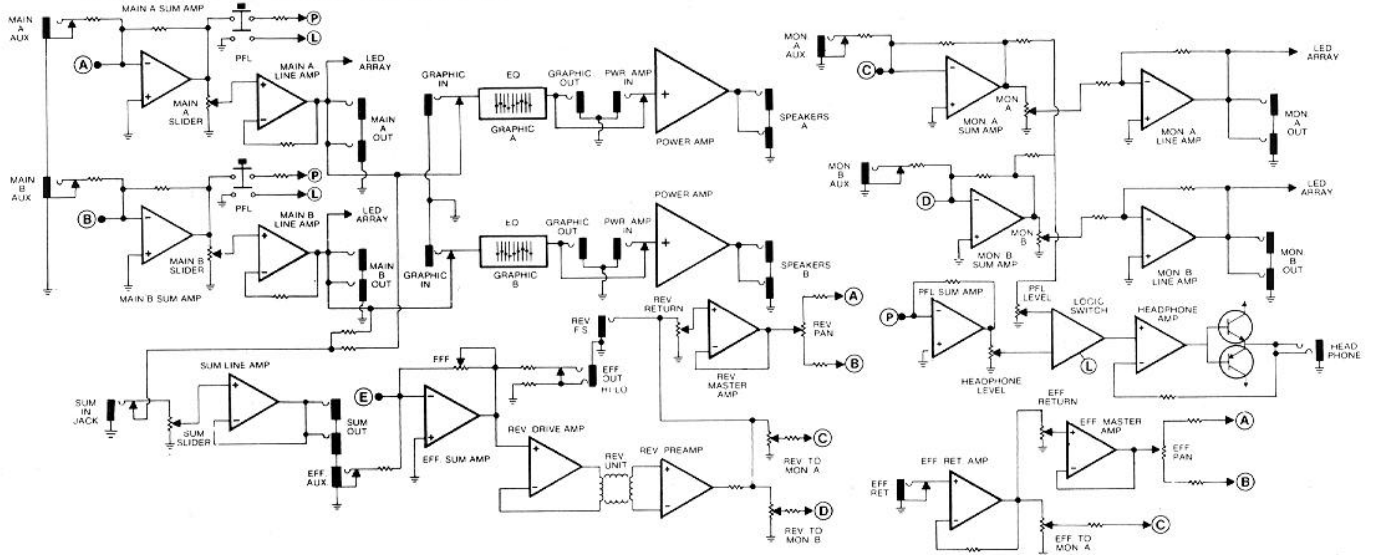 MAIN A AUX
MAIN A SUM AMP
P
L
PFL
A
MAIN A SLIDER
MAIN A LINE AMP
LED ARRAY
MAIN A OUT
GRAPHIC IN
EQ
GRAPHIC A
GRAPHIC OUT
PWR AMP IN
+
POWER AMP
SPEAKERS A
MON A AUX
C
MON A
MON. A SUM AMP
MON. A LINE AMP
LED ARRAY
MON A OUT
MAIN B AUX
B
P
L
PFL
MAIN B LINE AMP
MAIN B SLIDER
MAIN B SUM AMP
LED ARRAY
MAIN B OUT
GRAPHIC IN
EQ
GRAPHIC B
GRAPHIC OUT
PWR AMP IN
POWER AMP
+
SPEAKERS B
MON B AUX
D
MON B
MON B SUM AMP
MON. B LINE AMP
LED ARRAY
MON B OUT
SUM LINE AMP
SUM IN JACK
SUM SLIDER
SUM OUT
EFF AUX
E
EFF. SUM AMP
EFF OUT
HI LO
REV F.S.
REV RETURN
REV MASTER AMP
REV PAN
A
B
P
PFL SUM AMP
HEADPHONE LEVEL
PFL LEVEL
LOGIC SWITCH
L
HEADPHONE AMP
HEAD PHONE
REV DRIVE AMP
REV UNIT
REV PREAMP
C
REV TO MON A
D
REV TO MON B
EFF RET
EFF RET. AMP
EFF RETURN
EFF MASTER AMP
EFF PAN
A
B
C
EFF TO MON A